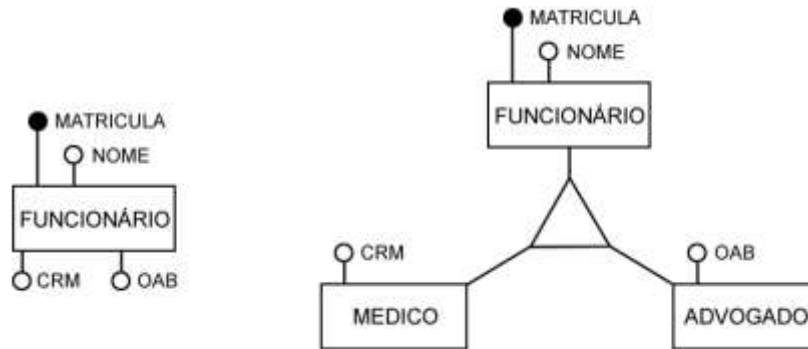 MATRICULA
NOME
FUNCIONÁRIO
CRM OAB
MATRICULA
NOME
FUNCIONÁRIO
CRM
MEDICO
OAB
ADVOGADO